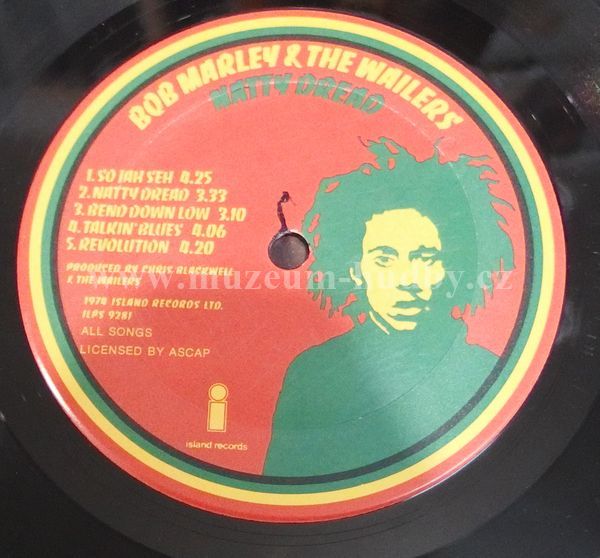 BOB MARLEY & THE WAILERS
NATTY DREAD
1. SO JAH SEH 4.25
2. NATTY DREAD 3.33
3. BEND DOWN LOW 3.10
4. TALKIN' BLUES 4.06
5. REVOLUTION 4.20
PRODUCED BY CHRIS BLACKWELL
& THE WAILERS
www.muzeum-hudby.cz
1974 ISLAND RECORDS LTD.
ILPS 9281
ALL SONGS
LICENSED BY ASCAP
island records